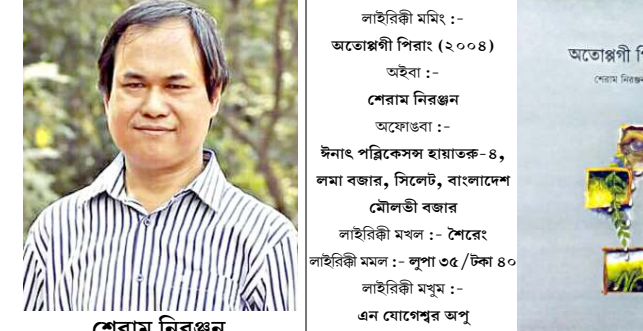 শেরাম নিরঞ্জন
লাইরিক্কী মমিং :-
অতোপ্পগী পিরাং (২০০৪)
অইবা :-
শেরাম নিরঞ্জন
অফোঙবা :-
ঈনাৎ পব্লিকেসন্স হায়াতরু-৪,
লমা বজার, সিলেট, বাংলাদেশ
মৌলভী বজার
লাইরিক্কী মখল :- শৈরেং
লাইরিক্কী মমল :- লুপা ৩৫/টকা ৪০
লাইরিক্কী মখুম :-
এন যোগেশ্বর অপু
অতোপ্পগী
শেরাম